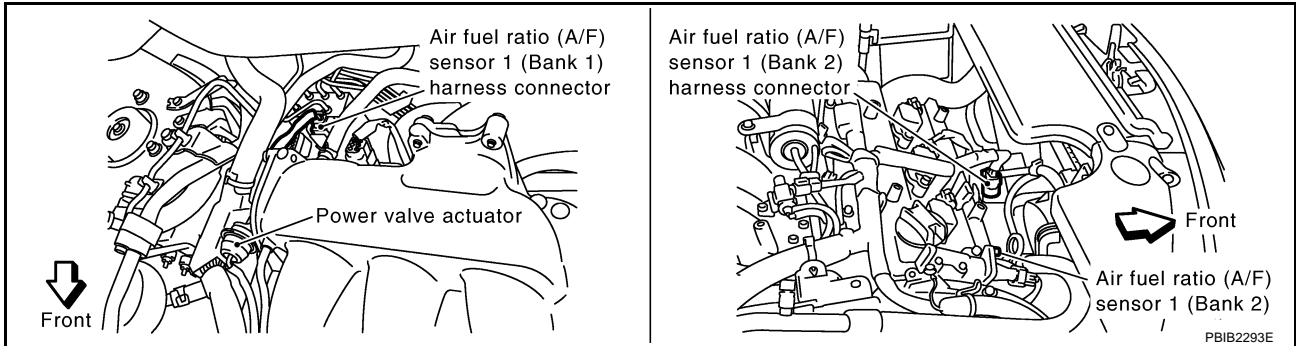 Air fuel ratio (A/F)
sensor 1 (Bank 1)
harness connector
Power valve actuator
Front
Air fuel ratio (A/F)
sensor 1 (Bank 2)
harness connector
Front
Air fuel ratio (A/F)
sensor 1 (Bank 2)
PBIB2293E